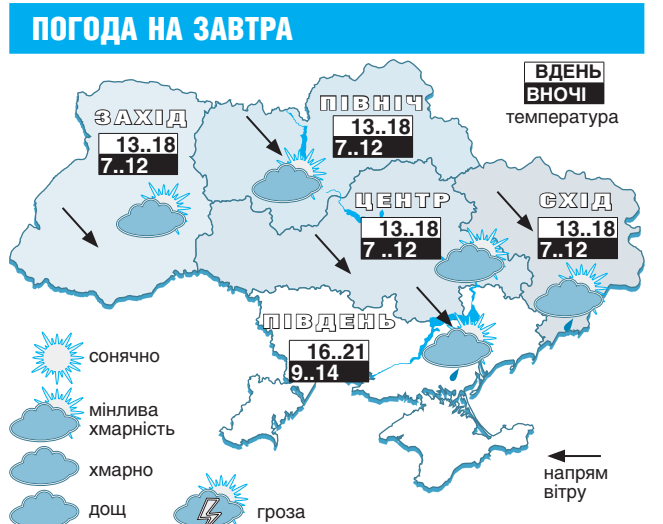 ПОГОДА НА ЗАВТРА
ВДЕНЬ
ВНОЧІ
температура
ЗАХІД
13..18
7..12
ПІВНІЧ
13..18
7..12
ЦЕНТР
13..18
7 ..12
СХІД
13..18
7..12
ПІВДЕНЬ
16..21
9..14
сонячно
мінлива
хмарність
хмарно
дощ
гроза
напрям
вітру